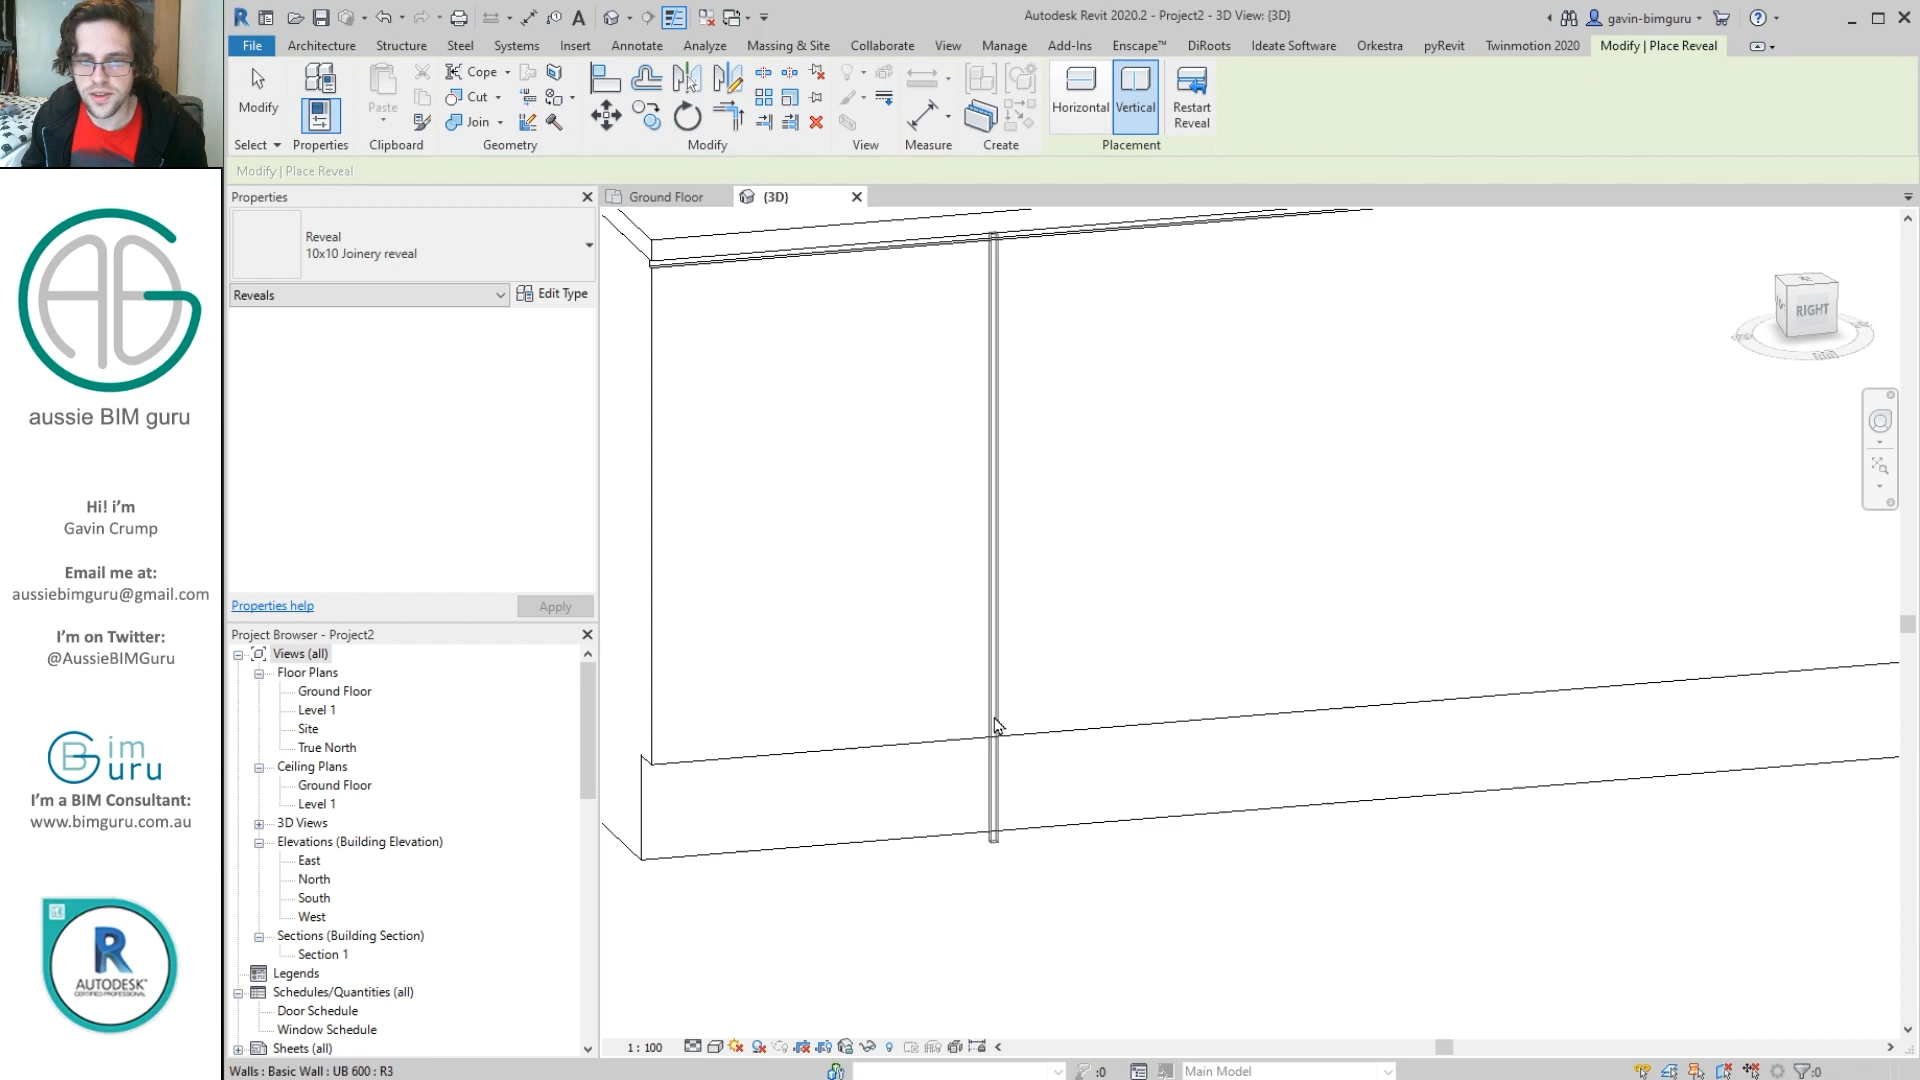 Autodesk Revit 2020.2 - Project2 - 3D View: {3D}
gavin-bimguru
File
Architecture
Structure
Steel
Systems
Insert
Annotate
Analyze
Massing & Site
Collaborate
View
Manage
Add-Ins
Enscape™
DiRoots
Ideate Software
Orkestra
pyRevit
Twinmotion 2020
Modify | Place Reveal
Modify
Paste
Cope
Cut
Join
Horizontal
Vertical
Restart
Reveal
Select
Properties
Clipboard
Geometry
Modify
View
Measure
Create
Placement
Modify | Place Reveal
Properties
Ground Floor
{3D}
Reveal
10x10 Joinery reveal
Reveals
Edit Type
Properties help
Apply
Project Browser - Project2
Views (all)
Floor Plans
Ground Floor
Level 1
Site
True North
Ceiling Plans
Ground Floor
Level 1
3D Views
Elevations (Building Elevation)
East
North
South
West
Sections (Building Section)
Section 1
Legends
Schedules/Quantities (all)
Door Schedule
Window Schedule
Sheets (all)
RIGHT
1 : 100
Walls : Basic Wall : UB 600 : R3
:0
Main Model
:0
aussie BIM guru
Hi! i'm
Gavin Crump
Email me at:
aussiebimguru@gmail.com
I'm on Twitter:
@AussieBIMGuru
Bim
Guru
I'm a BIM Consultant:
www.bimguru.com.au
R
AUTODESK
CERTIFIED PROFESSIONAL